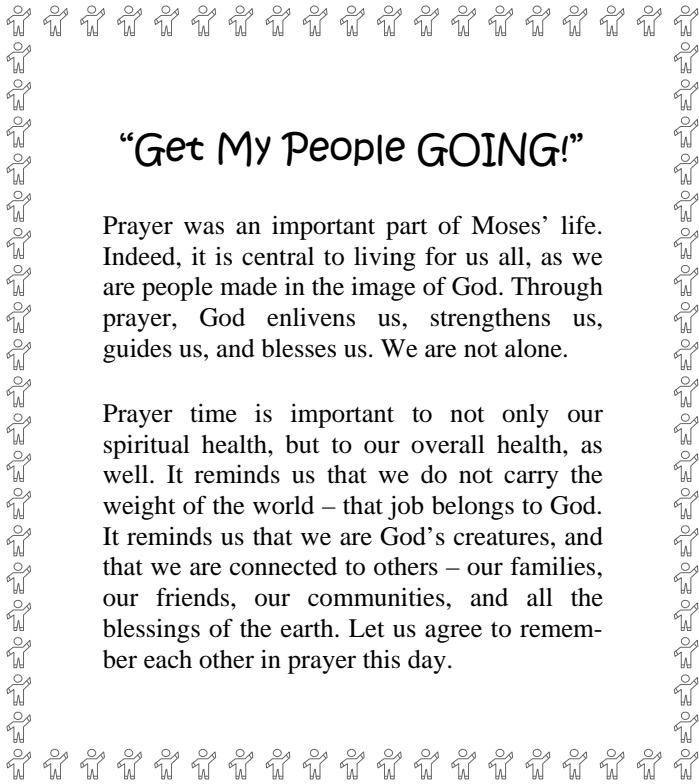 “Get My People GOING!”
Prayer was an important part of Moses’ life.
Indeed, it is central to living for us all, as we
are people made in the image of God. Through
prayer, God enlivens us, strengthens us,
guides us, and blesses us. We are not alone.
Prayer time is important to not only our
spiritual health, but to our overall health, as
well. It reminds us that we do not carry the
weight of the world – that job belongs to God.
It reminds us that we are God’s creatures, and
that we are connected to others – our families,
our friends, our communities, and all the
blessings of the earth. Let us agree to remem-
ber each other in prayer this day.